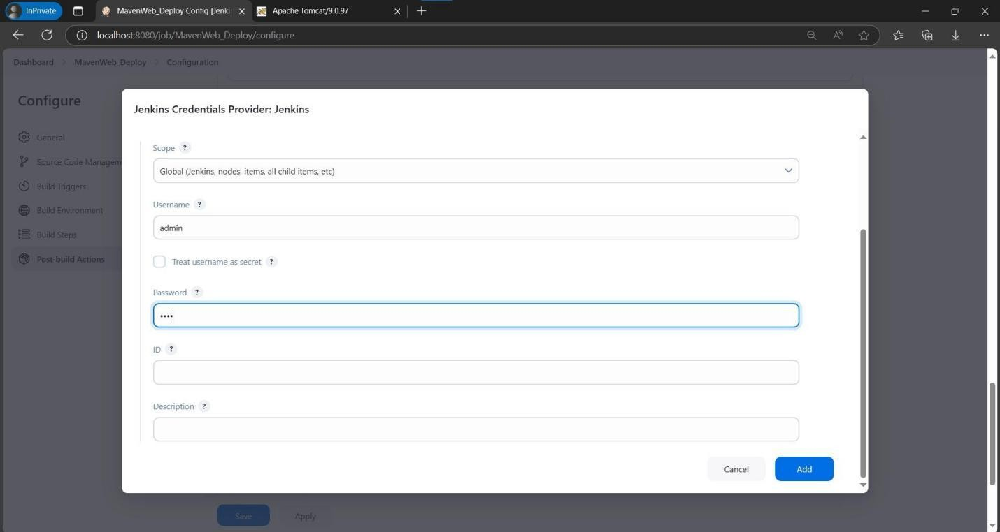 InPrivate
MavenWeb_Deploy Config [Jenki
Apache Tomcat/9.0.97
localhost:8080/job/MavenWeb_Deploy/configure
Dashboard > MavenWeb_Deploy > Configuration
Configure
General
Source Code Managem
Build Triggers
Build Environment
Build Steps
Post-build Actions
Jenkins Credentials Provider: Jenkins
Scope ?
Global (Jenkins, nodes, items, all child items, etc)
Username ?
admin
Treat username as secret ?
Password ?
••••
ID ?
Description ?
Cancel
Add
Save
Apply